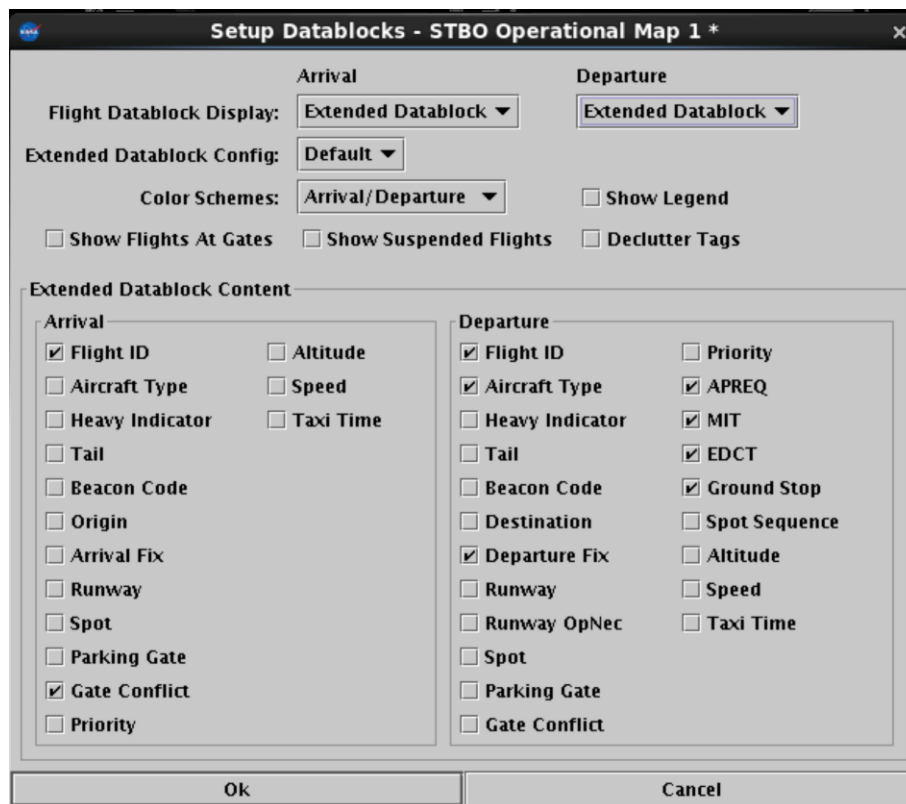 NASA
Setup Datablocks - STBO Operational Map 1 *
Arrival Departure
Flight Datablock Display: Extended Datablock Extended Datablock
Extended Datablock Config: Default
Color Schemes: Arrival/Departure Show Legend
Show Flights At Gates Show Suspended Flights Declutter Tags
Extended Datablock Content
Arrival
Flight ID Altitude
Aircraft Type Speed
Heavy Indicator Taxi Time
Tail
Beacon Code
Origin
Arrival Fix
Runway
Spot
Parking Gate
Gate Conflict
Priority
Departure
Flight ID Priority
Aircraft Type APREQ
Heavy Indicator MIT
Tail EDCT
Beacon Code Ground Stop
Destination Spot Sequence
Departure Fix Altitude
Runway Speed
Runway OpNec Taxi Time
Spot
Parking Gate
Gate Conflict
Ok Cancel